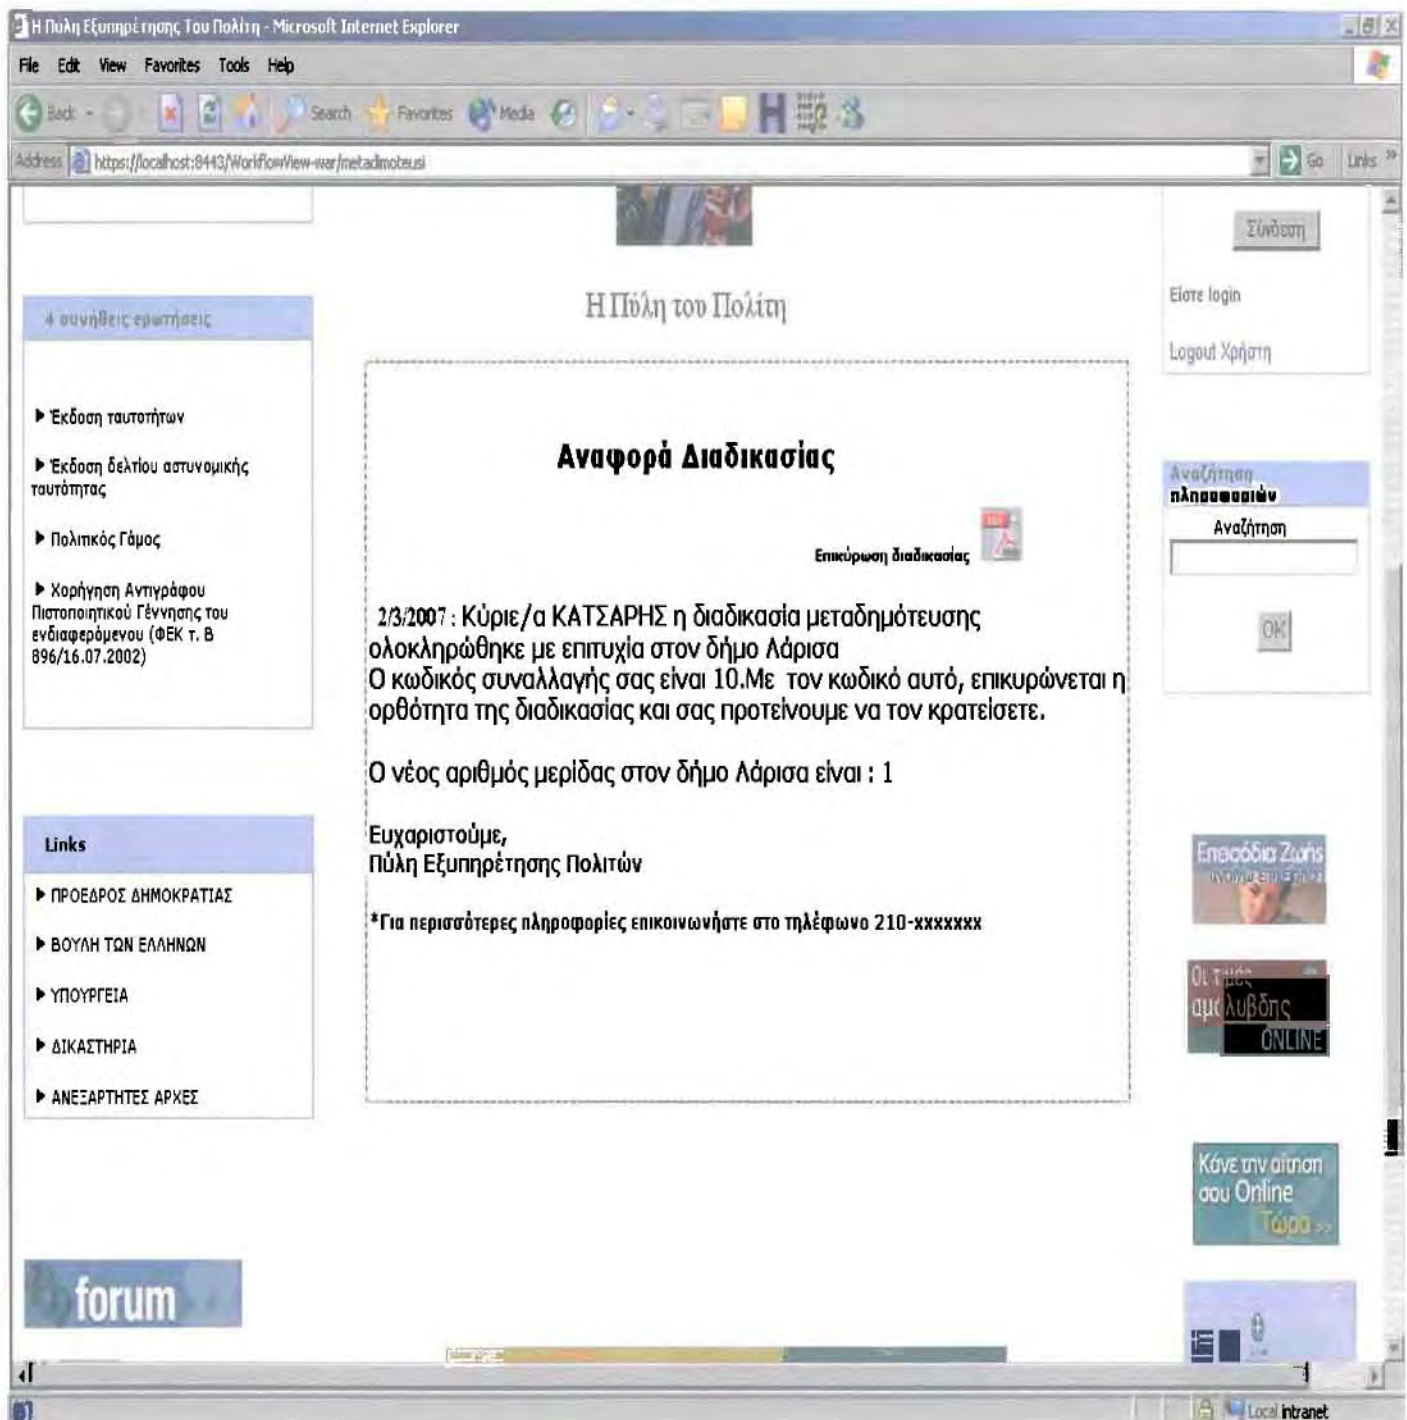 Η Πύλη Εξυπηρέτησης Του Πολίτη - Microsoft Internet Explorer
File Edit View Favorites Tools Help
Back Search Favorites Media
Address https://localhost:8443/WorkflowView-war/metadimoteusi Go Links »
Σύνδεση
Είστε login
Logout Χρήστη
4 συνήθεις ερωτήσεις
Έκδοση ταυτοτήτων
Έκδοση δελτίου αστυνομικής
ταυτότητας
Πολιτικός Γάμος
Χορήγηση Αντιγράφου
Πιστοποιητικού Γέννησης του
ενδιαφερόμενου (ΦΕΚ τ. Β
896/16.07.2002)
Links
ΠΡΟΕΔΡΟΣ ΔΗΜΟΚΡΑΤΙΑΣ
ΒΟΥΛΗ ΤΩΝ ΕΛΛΗΝΩΝ
ΥΠΟΥΡΓΕΙΑ
ΔΙΚΑΣΤΗΡΙΑ
ΑΝΕΞΑΡΤΗΤΕΣ ΑΡΧΕΣ
forum
Η Πύλη του Πολίτη
Αναφορά Διαδικασίας
Επικύρωση διαδικασίας
2/3/2007 : Κύριε/α ΚΑΤΣΑΡΗΣ η διαδικασία μεταδημότευσης
ολοκληρώθηκε με επιτυχία στον δήμο Λάρισα
Ο κωδικός συναλλαγής σας είναι 10.Με τον κωδικό αυτό, επικυρώνεται η
ορθότητα της διαδικασίας και σας προτείνουμε να τον κρατείσετε.
Ο νέος αριθμός μερίδας στον δήμο Λάρισα είναι : 1
Ευχαριστούμε,
Πύλη Εξυπηρέτησης Πολιτών
*Για περισσότερες πληροφορίες επικοινωνήστε στο τηλέφωνο 210-xxxxxxx
Αναζήτηση
πληροφοριών
Αναζήτηση
OK
Επεισόδια Ζωής
Οι τιμές
αμολυβδης
ONLINE
Κάνε την αίτηση
σου Online
Τώρα >>
Local intranet